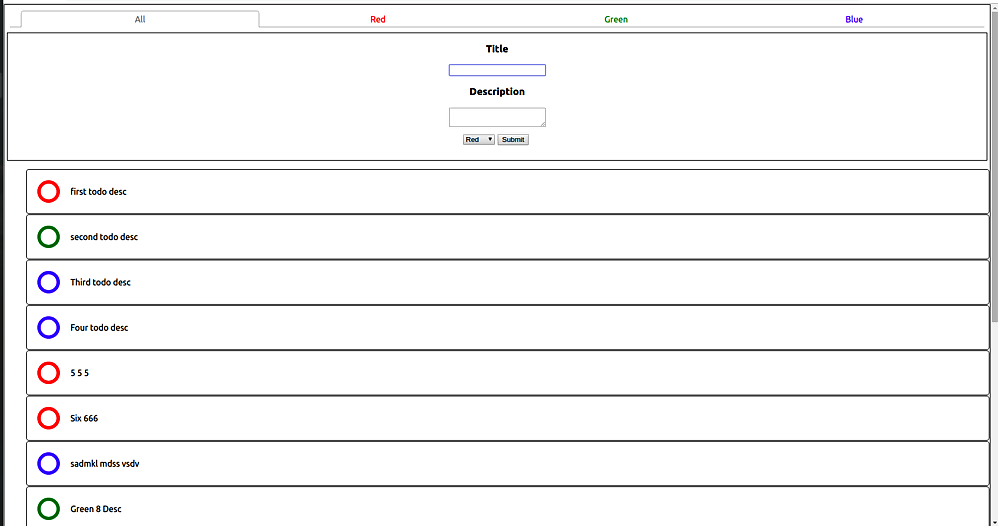 All Red Green Blue
Title
Description
Red Submit
first todo desc
second todo desc
Third todo desc
Four todo desc
5 5 5
Six 666
sadmkl mdss vsdv
Green 8 Desc